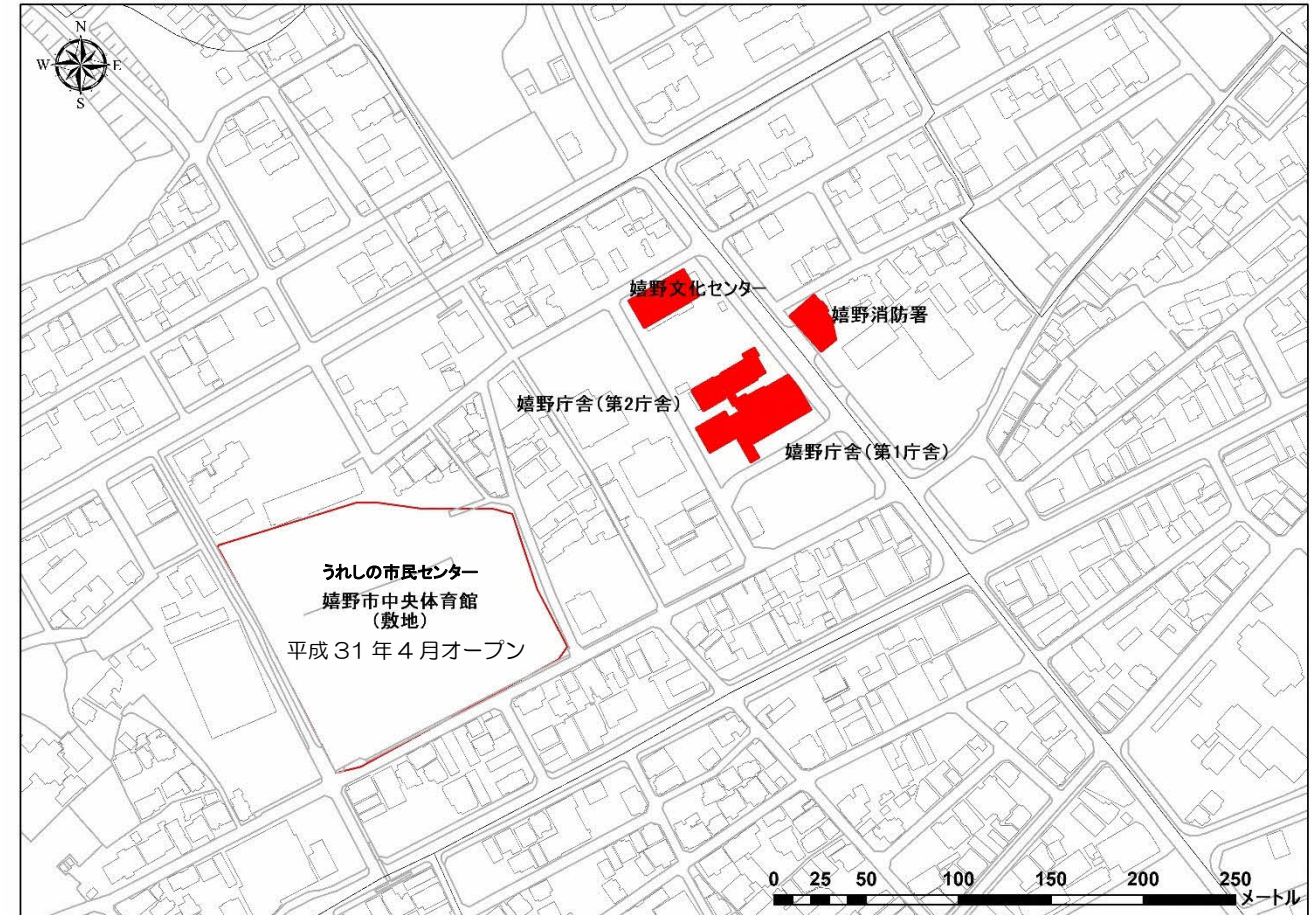 N
W
E
S
嬉野文化センター
嬉野消防署
嬉野庁舎(第2庁舎)
嬉野庁舎(第1庁舎)
うれしの市民センター
嬉野市中央体育館
(敷地)
平成31年4月オープン
0 25 50 100 150 200 250
メートル